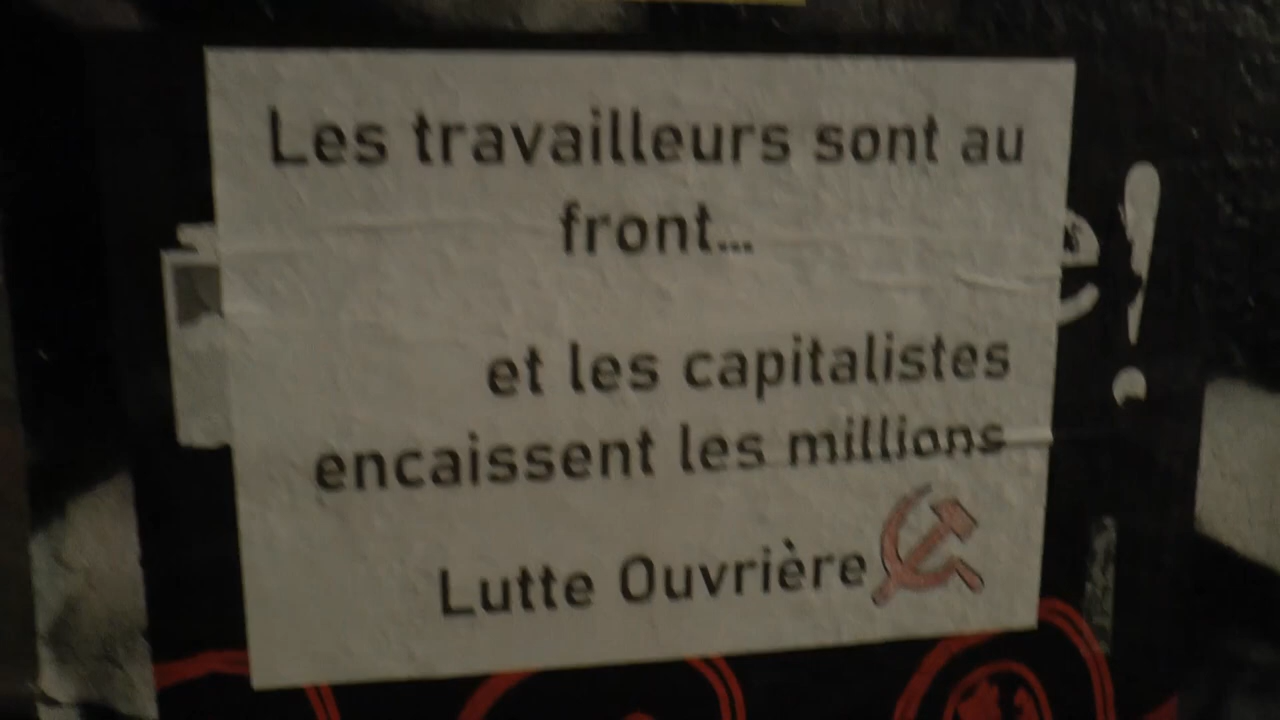 Les travailleurs sont au
front...
et les capitalistes
encaissent les millions
Lutte Ouvrière